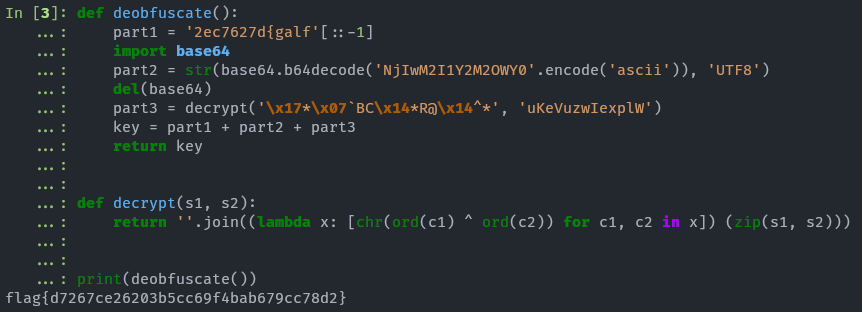 In [3]: def deobfuscate():
   ...:     part1 = '2ec7627d{galf'[::-1]
   ...:     import base64
   ...:     part2 = str(base64.b64decode('NjIwM2I1Y2M2OWY0'.encode('ascii')), 'UTF8')
   ...:     del(base64)
   ...:     part3 = decrypt('\x17*\x07`BC\x14*R@\x14^*', 'uKeVuzwIexplW')
   ...:     key = part1 + part2 + part3
   ...:     return key
   ...:
   ...:
   ...: def decrypt(s1, s2):
   ...:     return ''.join((lambda x: [chr(ord(c1) ^ ord(c2)) for c1, c2 in x]) (zip(s1, s2)))
   ...:
   ...:
   ...: print(deobfuscate())
flag{d7267ce26203b5cc69f4bab679cc78d2}